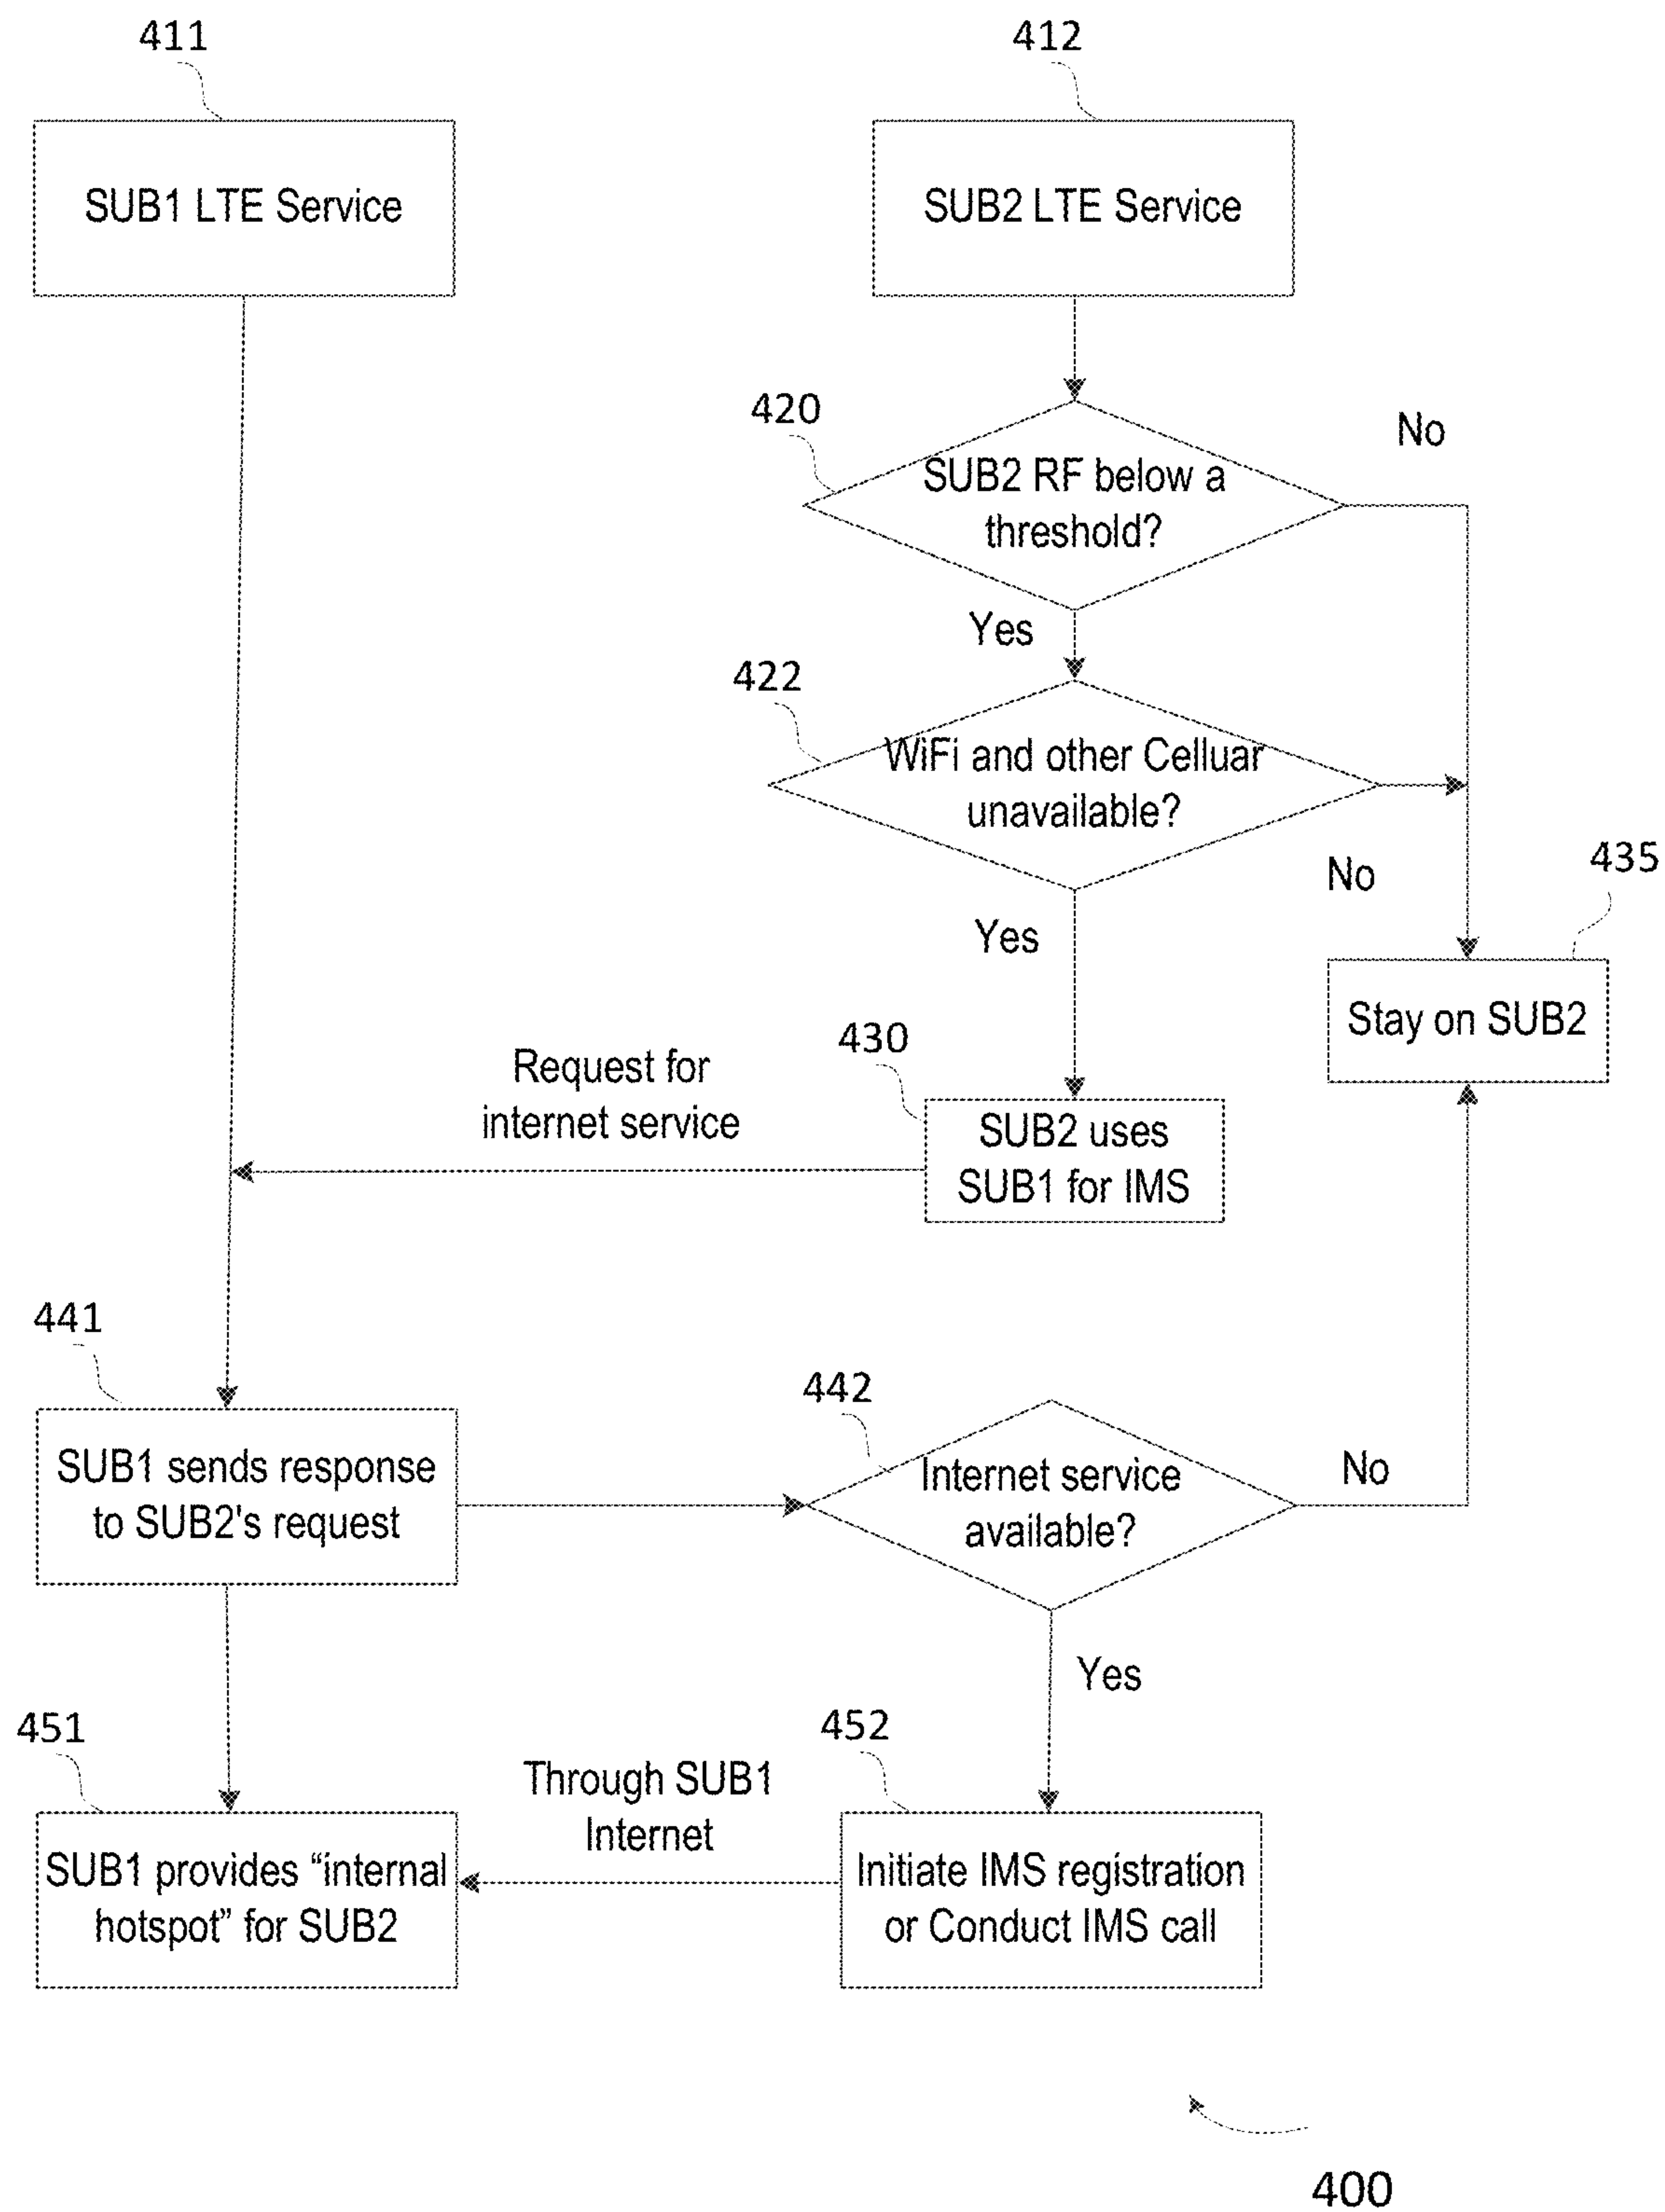 411
412
SUB1 LTE Service
SUB2 LTE Service
420
No
SUB2 RF below a
threshold?
Yes
422
WiFi and other Celluar
unavailable?
No
435
Yes
Stay on SUB2
430
Request for
internet service
SUB2 uses
SUB1 for IMS
441
442
SUB1 sends response
to SUB2's request
Internet service
available?
No
Yes
451
452
Through SUB1
Internet
SUB1 provides “internal
hotspot” for SUB2
Initiate IMS registration
or Conduct IMS call
400